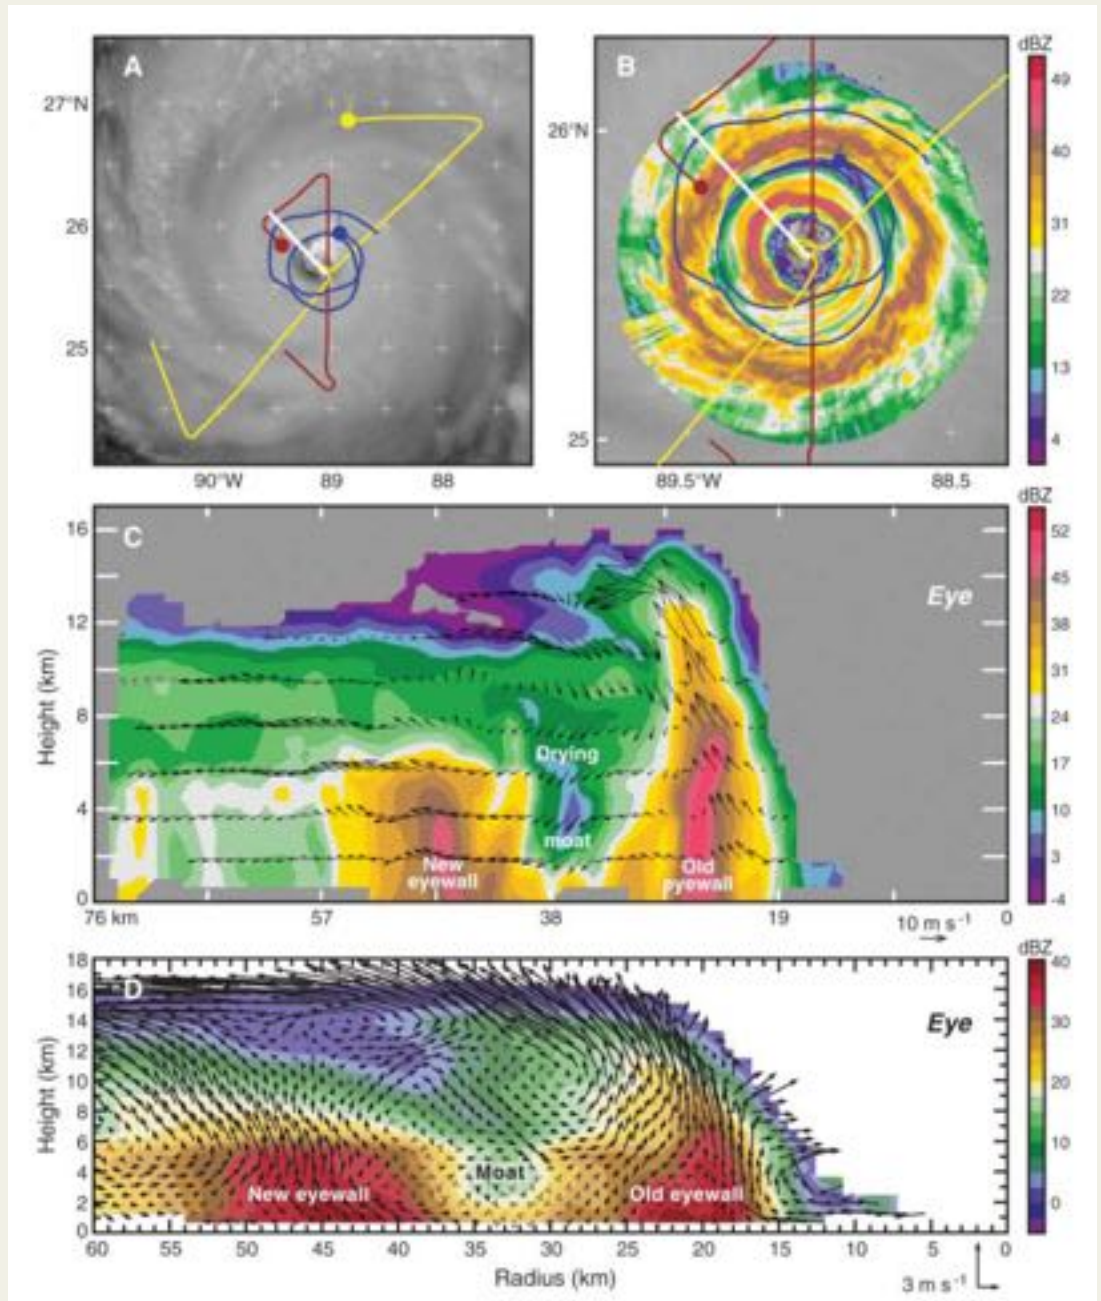 A
27°N
26
25
90°W
89
88
B
26°N
25
89.5°W
88.5
dBZ
49
40
31
22
13
4
C
Eye
Drying
moat
New
eyewall
Old
eyewall
Height (km)
16
12
8
4
0
76 km
57
38
19
0
10 m s⁻¹
dBZ
52
45
38
31
24
17
10
3
-4
D
Eye
Moat
New eyewall
Old eyewall
Height (km)
18
16
14
12
10
8
6
4
2
0
60
55
50
45
40
35
30
25
20
15
10
5
0
Radius (km)
3 m s⁻¹
dBZ
40
30
20
10
0